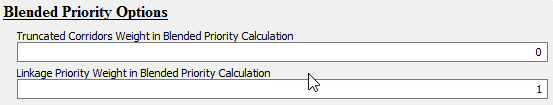 Blended Priority Options
Truncated Corridors Weight in Blended Priority Calculation
0
Linkage Priority Weight in Blended Priority Calculation
1